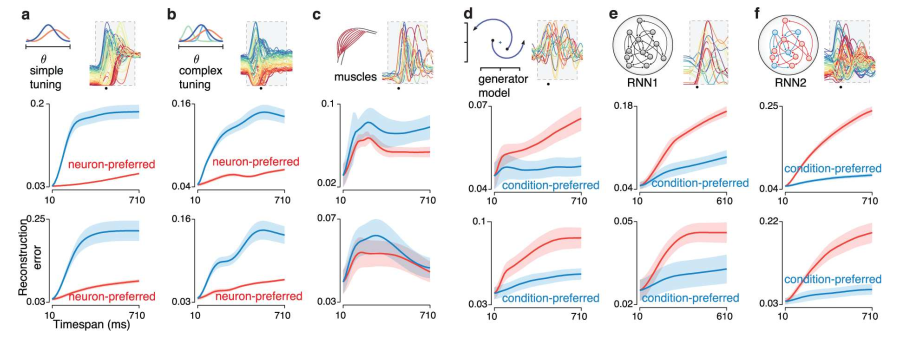 a b c d e f
θ
simple
tuning
θ
complex
tuning
muscles
generator
model
RNN1
RNN2
0.2
neuron-preferred
0.03
10 710
0.16
neuron-preferred
0.04
10 710
0.1
0.02
10 710
0.07
condition-preferred
0.04
10 710
0.18
condition-preferred
0.04
10 610
0.25
condition-preferred
0.04
10 710
Reconstruction
error
0.25
neuron-preferred
0.03
10 710
Timespan (ms)
0.16
neuron-preferred
0.03
10 710
0.07
0.03
10 710
0.1
condition-preferred
0.03
10 710
0.05
condition-preferred
0.02
10 610
0.22
condition-preferred
0.03
10 710